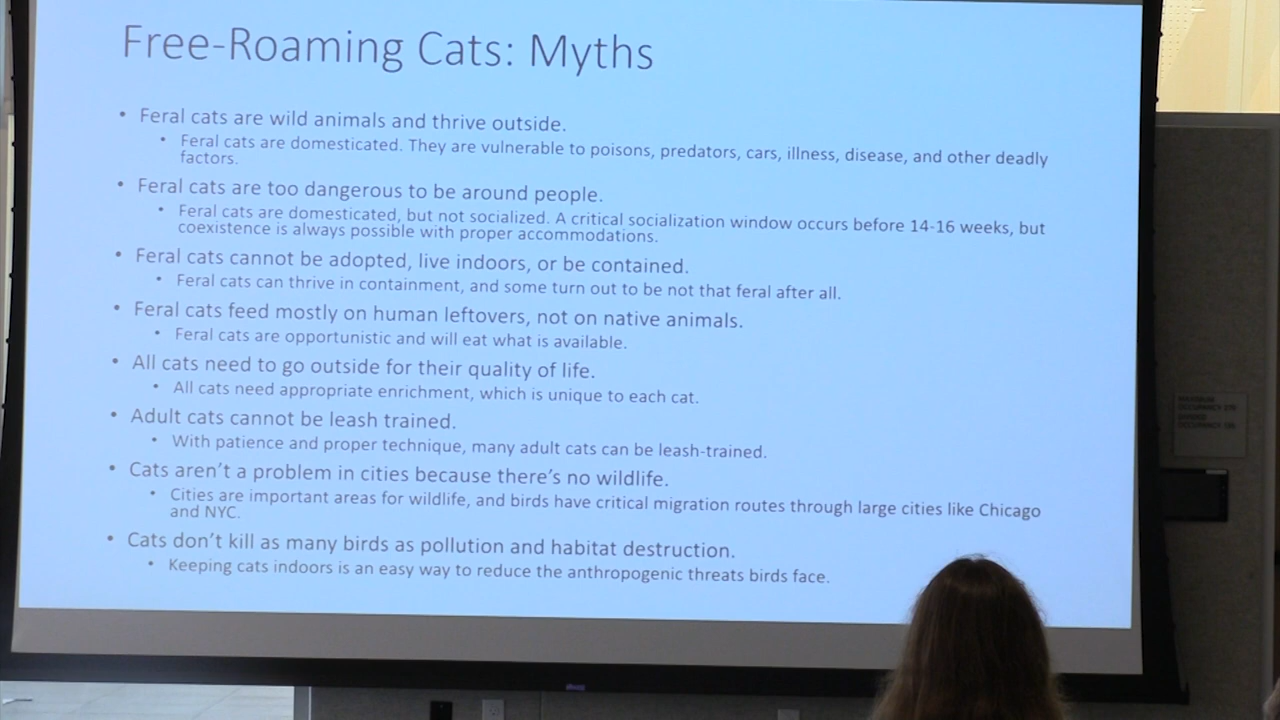 Free-Roaming Cats: Myths
• Feral cats are wild animals and thrive outside.
• Feral cats are domesticated. They are vulnerable to poisons, predators, cars, illness, disease, and other deadly
factors.
• Feral cats are too dangerous to be around people.
• Feral cats are domesticated, but not socialized. A critical socialization window occurs before 14-16 weeks, but
coexistence is always possible with proper accommodations.
• Feral cats cannot be adopted, live indoors, or be contained.
• Feral cats can thrive in containment, and some turn out to be not that feral after all.
• Feral cats feed mostly on human leftovers, not on native animals.
• Feral cats are opportunistic and will eat what is available.
• All cats need to go outside for their quality of life.
• All cats need appropriate enrichment, which is unique to each cat.
• Adult cats cannot be leash trained.
• With patience and proper technique, many adult cats can be leash-trained.
• Cats aren't a problem in cities because there's no wildlife.
• Cities are important areas for wildlife, and birds have critical migration routes through large cities like Chicago
and NYC.
• Cats don't kill as many birds as pollution and habitat destruction.
• Keeping cats indoors is an easy way to reduce the anthropogenic threats birds face.
MAXIMUM